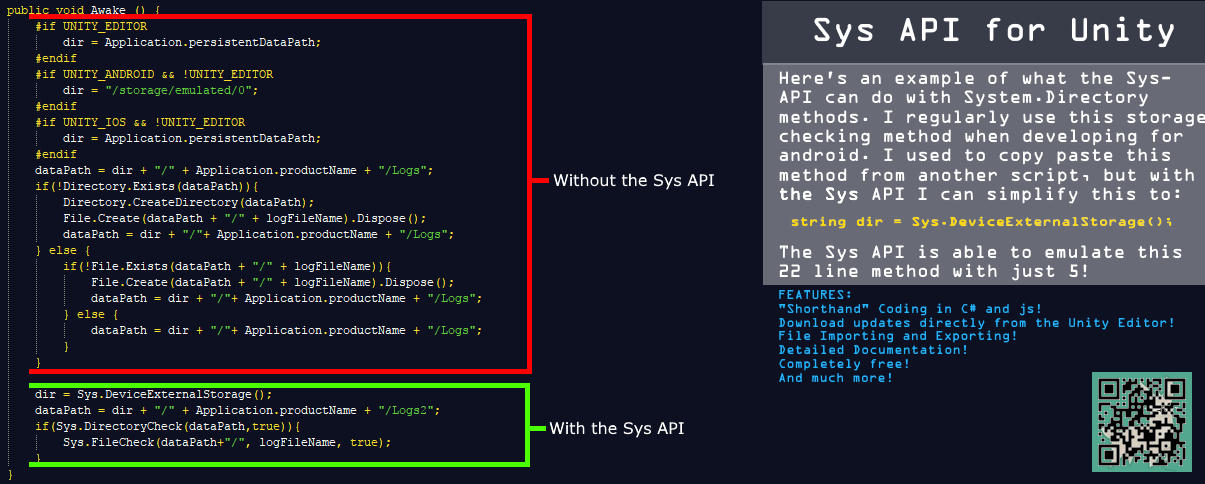 public void Awake () {
#if UNITY_EDITOR
dir = Application.persistentDataPath;
#endif
#if UNITY_ANDROID && !UNITY_EDITOR
dir = "/storage/emulated/0";
#endif
#if UNITY_IOS && !UNITY_EDITOR
dir = Application.persistentDataPath;
#endif
dataPath = dir + "/" + Application.productName + "/Logs";
if(!Directory.Exists(dataPath)){
Directory.CreateDirectory(dataPath);
File.Create(dataPath + "/" + logFileName).Dispose();
dataPath = dir + "/"+ Application.productName + "/Logs";
} else {
if(!File.Exists(dataPath + "/" + logFileName)){
File.Create(dataPath + "/" + logFileName).Dispose();
dataPath = dir + "/"+ Application.productName + "/Logs";
} else {
dataPath = dir + "/"+ Application.productName + "/Logs";
}
}
Without the Sys API
dir = Sys.DeviceExternalStorage();
dataPath = dir + "/" + Application.productName + "/Logs2";
if(Sys.DirectoryCheck(dataPath,true)){
Sys.FileCheck(dataPath+"/", logFileName, true);
}
}
With the Sys API
Sys API for Unity
Here's an example of what the Sys-
API can do with System.Directory
methods. I regularly use this storage
checking method when developing for
android. I used to copy paste this
method from another script, but with
the Sys API I can simplify this to:
string dir = Sys.DeviceExternalStorage();
The Sys API is able to emulate this
22 line method with just 5!
FEATURES:
"Shorthand" Coding in C# and js!
Download updates directly from the Unity Editor!
File Importing and Exporting!
Detailed Documentation!
Completely free!
And much more!